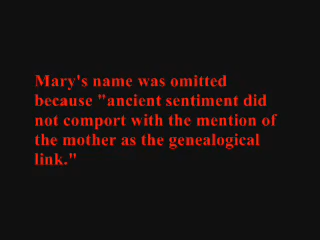 Mary's name was omitted
because "ancient sentiment did
not comport with the mention of
the mother as the genealogical
link."